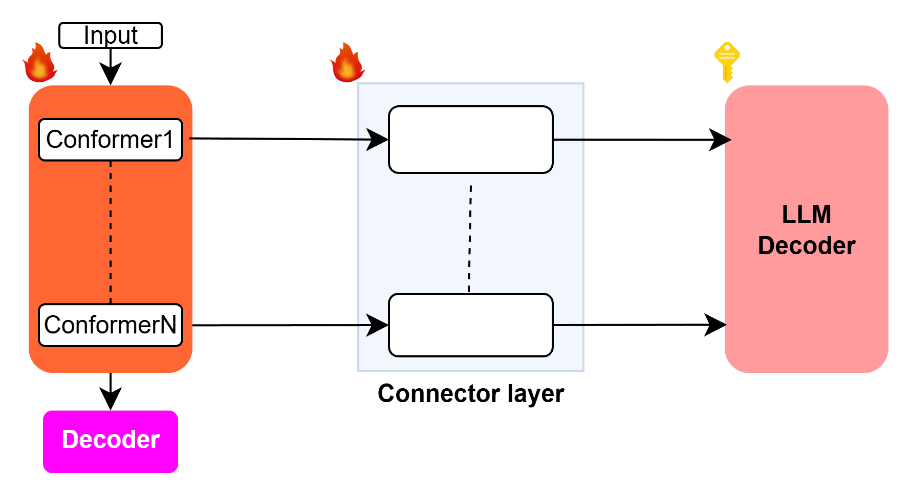 Input
Conformer1
ConformerN
Connector layer
Decoder
LLM
Decoder